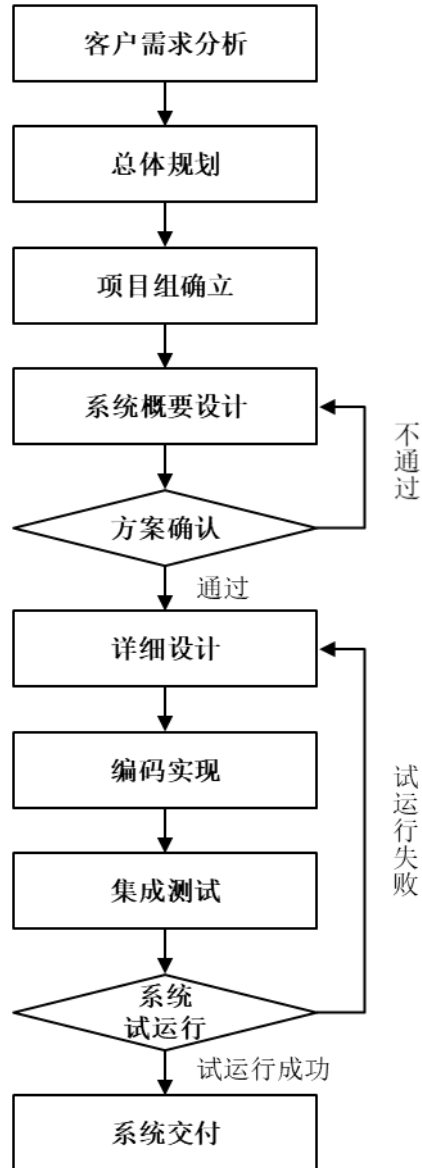 客户需求分析
总体规划
项目组确立
系统概要设计
不通过
方案确认
通过
详细设计
编码实现
试运行失败
集成测试
系统
试运行
试运行成功
系统交付